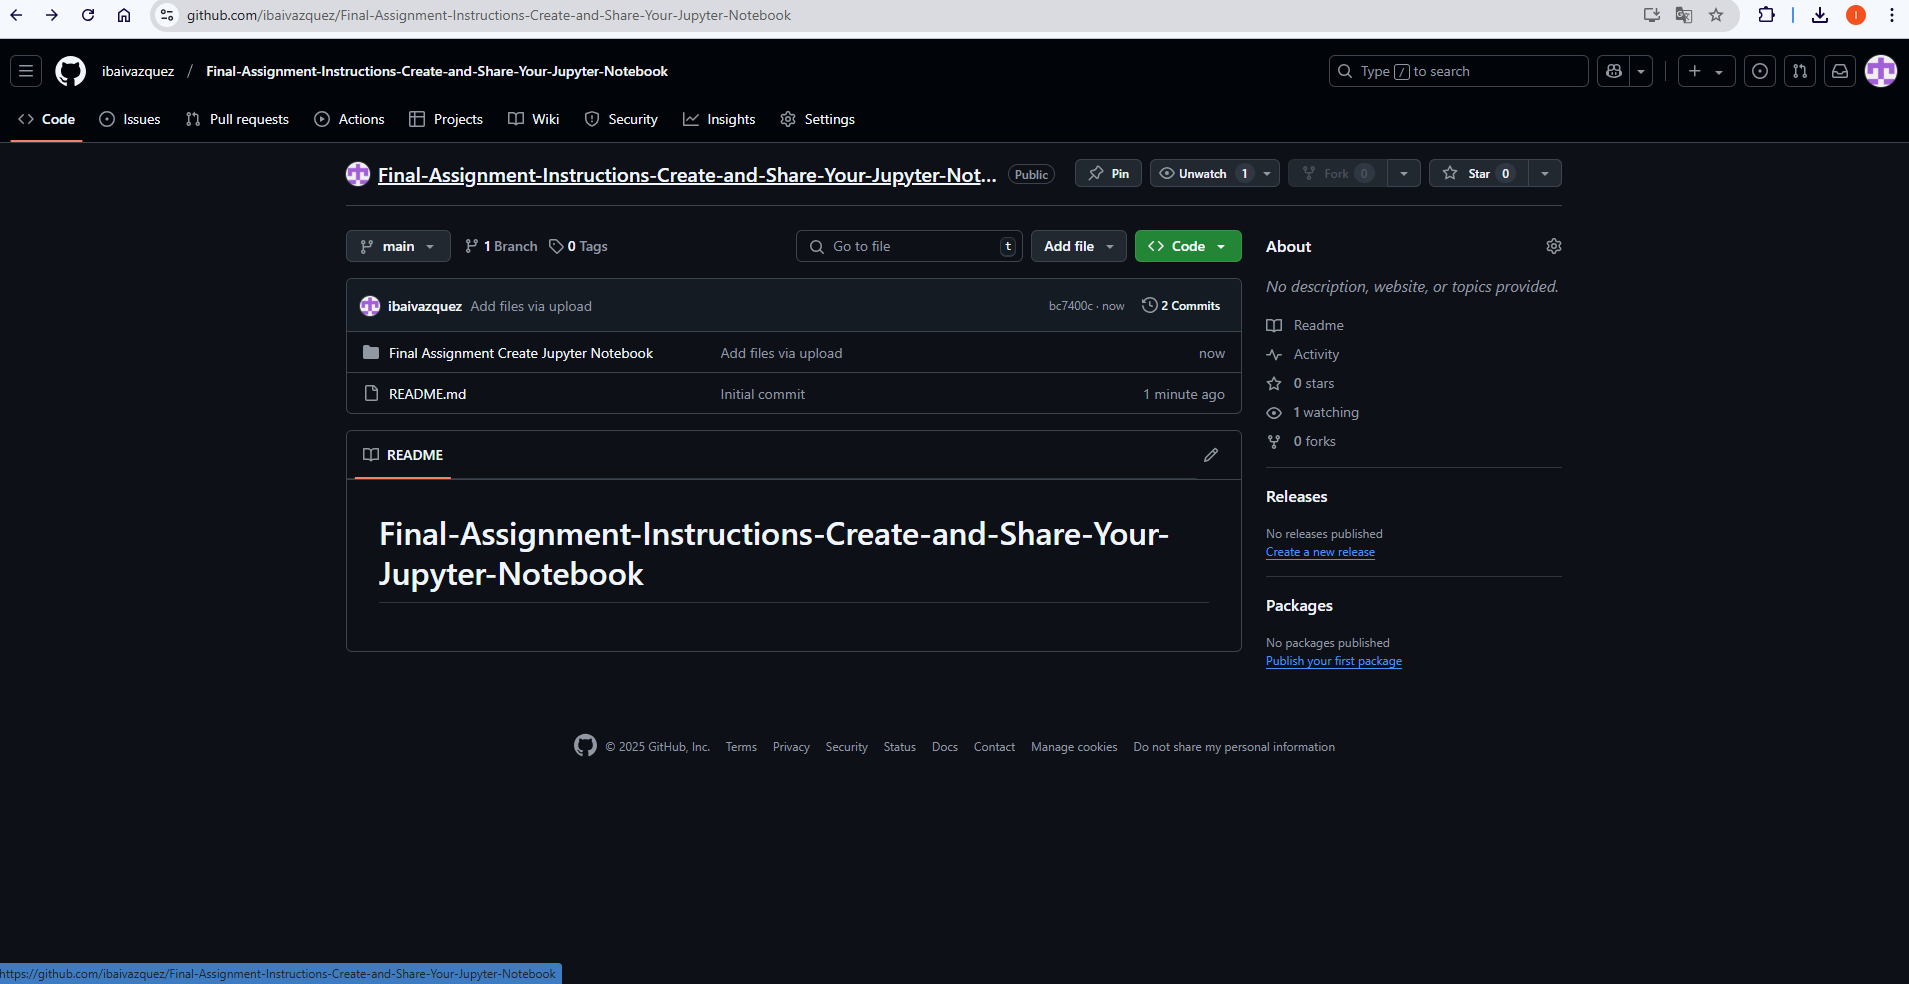 github.com/ibaivazquez/Final-Assignment-Instructions-Create-and-Share-Your-Jupyter-Notebook
I
ibaivazquez / Final-Assignment-Instructions-Create-and-Share-Your-Jupyter-Notebook
Type / to search
Code Issues Pull requests Actions Projects Wiki Security Insights Settings
Final-Assignment-Instructions-Create-and-Share-Your-Jupyter-Not... Public Pin Unwatch 1 Fork 0 Star 0
main 1 Branch 0 Tags Go to file t Add file Code
ibaivazquez Add files via upload bc7400c · now 2 Commits
Final Assignment Create Jupyter Notebook Add files via upload now
README.md Initial commit 1 minute ago
README
Final-Assignment-Instructions-Create-and-Share-Your-
Jupyter-Notebook
About
No description, website, or topics provided.
Readme
Activity
0 stars
1 watching
0 forks
Releases
No releases published
Create a new release
Packages
No packages published
Publish your first package
© 2025 GitHub, Inc. Terms Privacy Security Status Docs Contact Manage cookies Do not share my personal information
https://github.com/ibaivazquez/Final-Assignment-Instructions-Create-and-Share-Your-Jupyter-Notebook